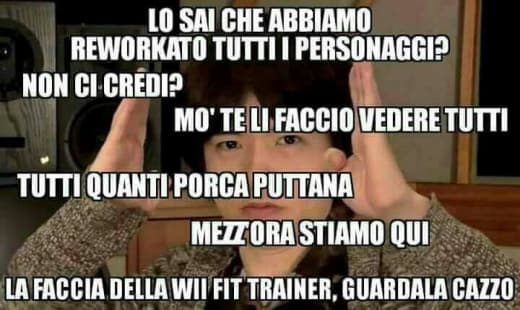 LO SAI CHE ABBIAMO
REWORKATO TUTTI I PERSONAGGI?
NON CI CREDI?
MO' TE LI FACCIO VEDERE TUTTI
TUTTI QUANTI PORCA PUTTANA
MEZZ'ORA STIAMO QUI
LA FACCIA DELLA WII FIT TRAINER, GUARDALA CAZZO